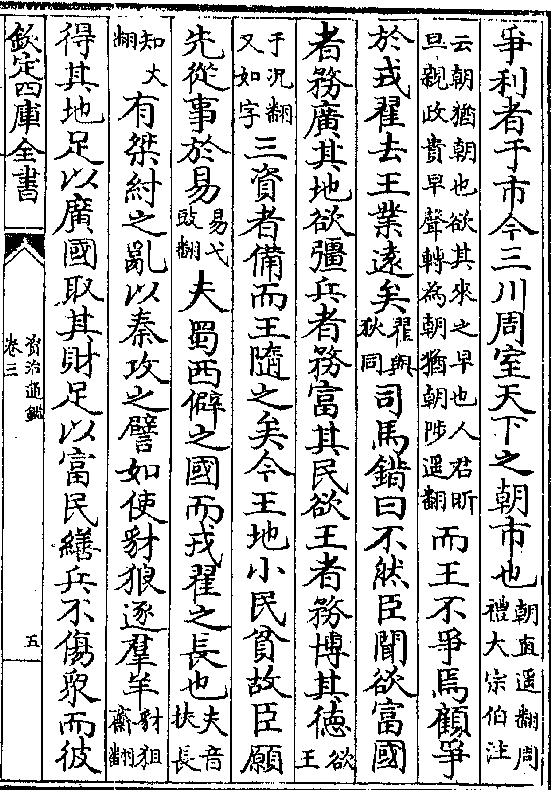 爭利者于市今三川周室天下之朝市也朝直遥翻周禮大宗伯注
云朝猶朝也欲其來之早也人君昕旦親政貴早聲轉為朝猶朝陟遥翻而王不爭焉顧爭
於戎翟去王業遠矣翟與狄同司馬錯曰不然臣聞欲富國
者務廣其地欲彊兵者務富其民欲王者務博其徳欲王
于况翻又如字三資者備而王隨之矣今王地小民貧故臣願
先從事於易易弋䜴翻夫蜀西僻之國而戎翟之長也夫音扶長
知大翻有桀紂之亂以秦攻之譬如使豺狼逐羣羊豺狙齋翻
得其地足以廣國取其財足以富民繕兵不傷衆而彼
欽定四庫全書
資治通鑑
卷三
五